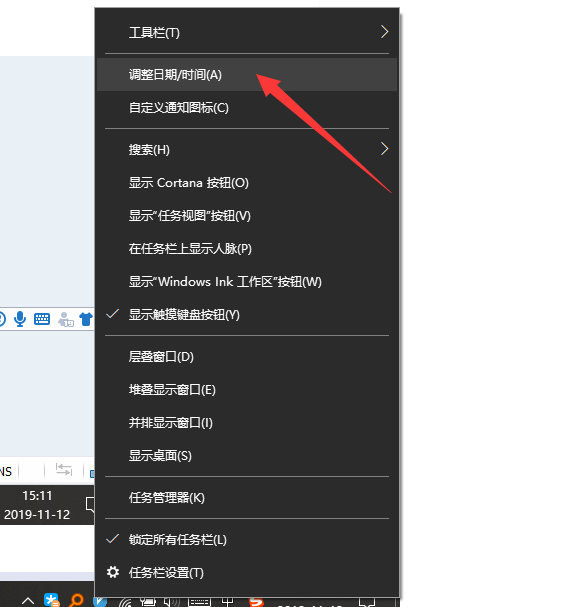 工具栏(T)
调整日期/时间(A)
自定义通知图标(C)
搜索(H)
显示 Cortana 按钮(O)
显示"任务视图"按钮(V)
在任务栏上显示人脉(P)
显示"Windows Ink 工作区"按钮(W)
显示触摸键盘按钮(Y)
层叠窗口(D)
堆叠显示窗口(E)
并排显示窗口(I)
显示桌面(S)
NS
15:11
2019-11-12
任务管理器(K)
锁定所有任务栏(L)
任务栏设置(T)
中